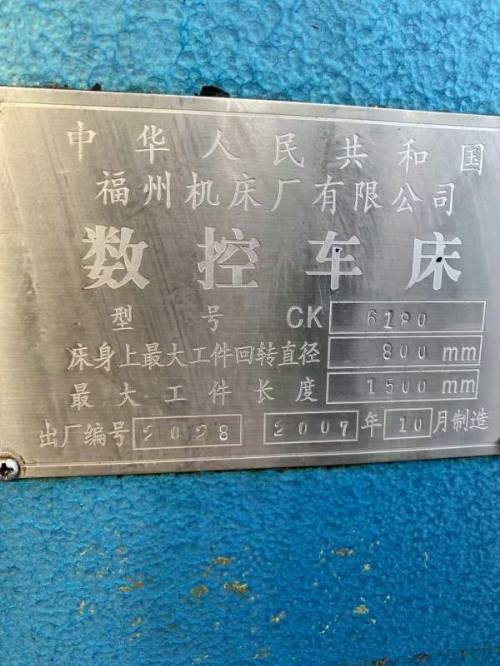 中华人民共和国
福州机床厂有限公司
数控车床
型号 CK 6180
床身上最大工件回转直径 800 mm
最大工件长度 1500 mm
出厂编号 2028 2007 年 10 月制造